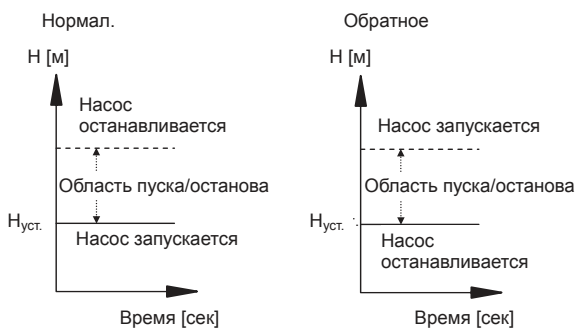 Нормал.
H [м]
Насос
останавливается
Область пуска/останова
Hуст.
Насос запускается
Время [сек]
Обратное
H [м]
Насос запускается
Область пуска/останова
Hуст.
Насос
останавливается
Время [сек]